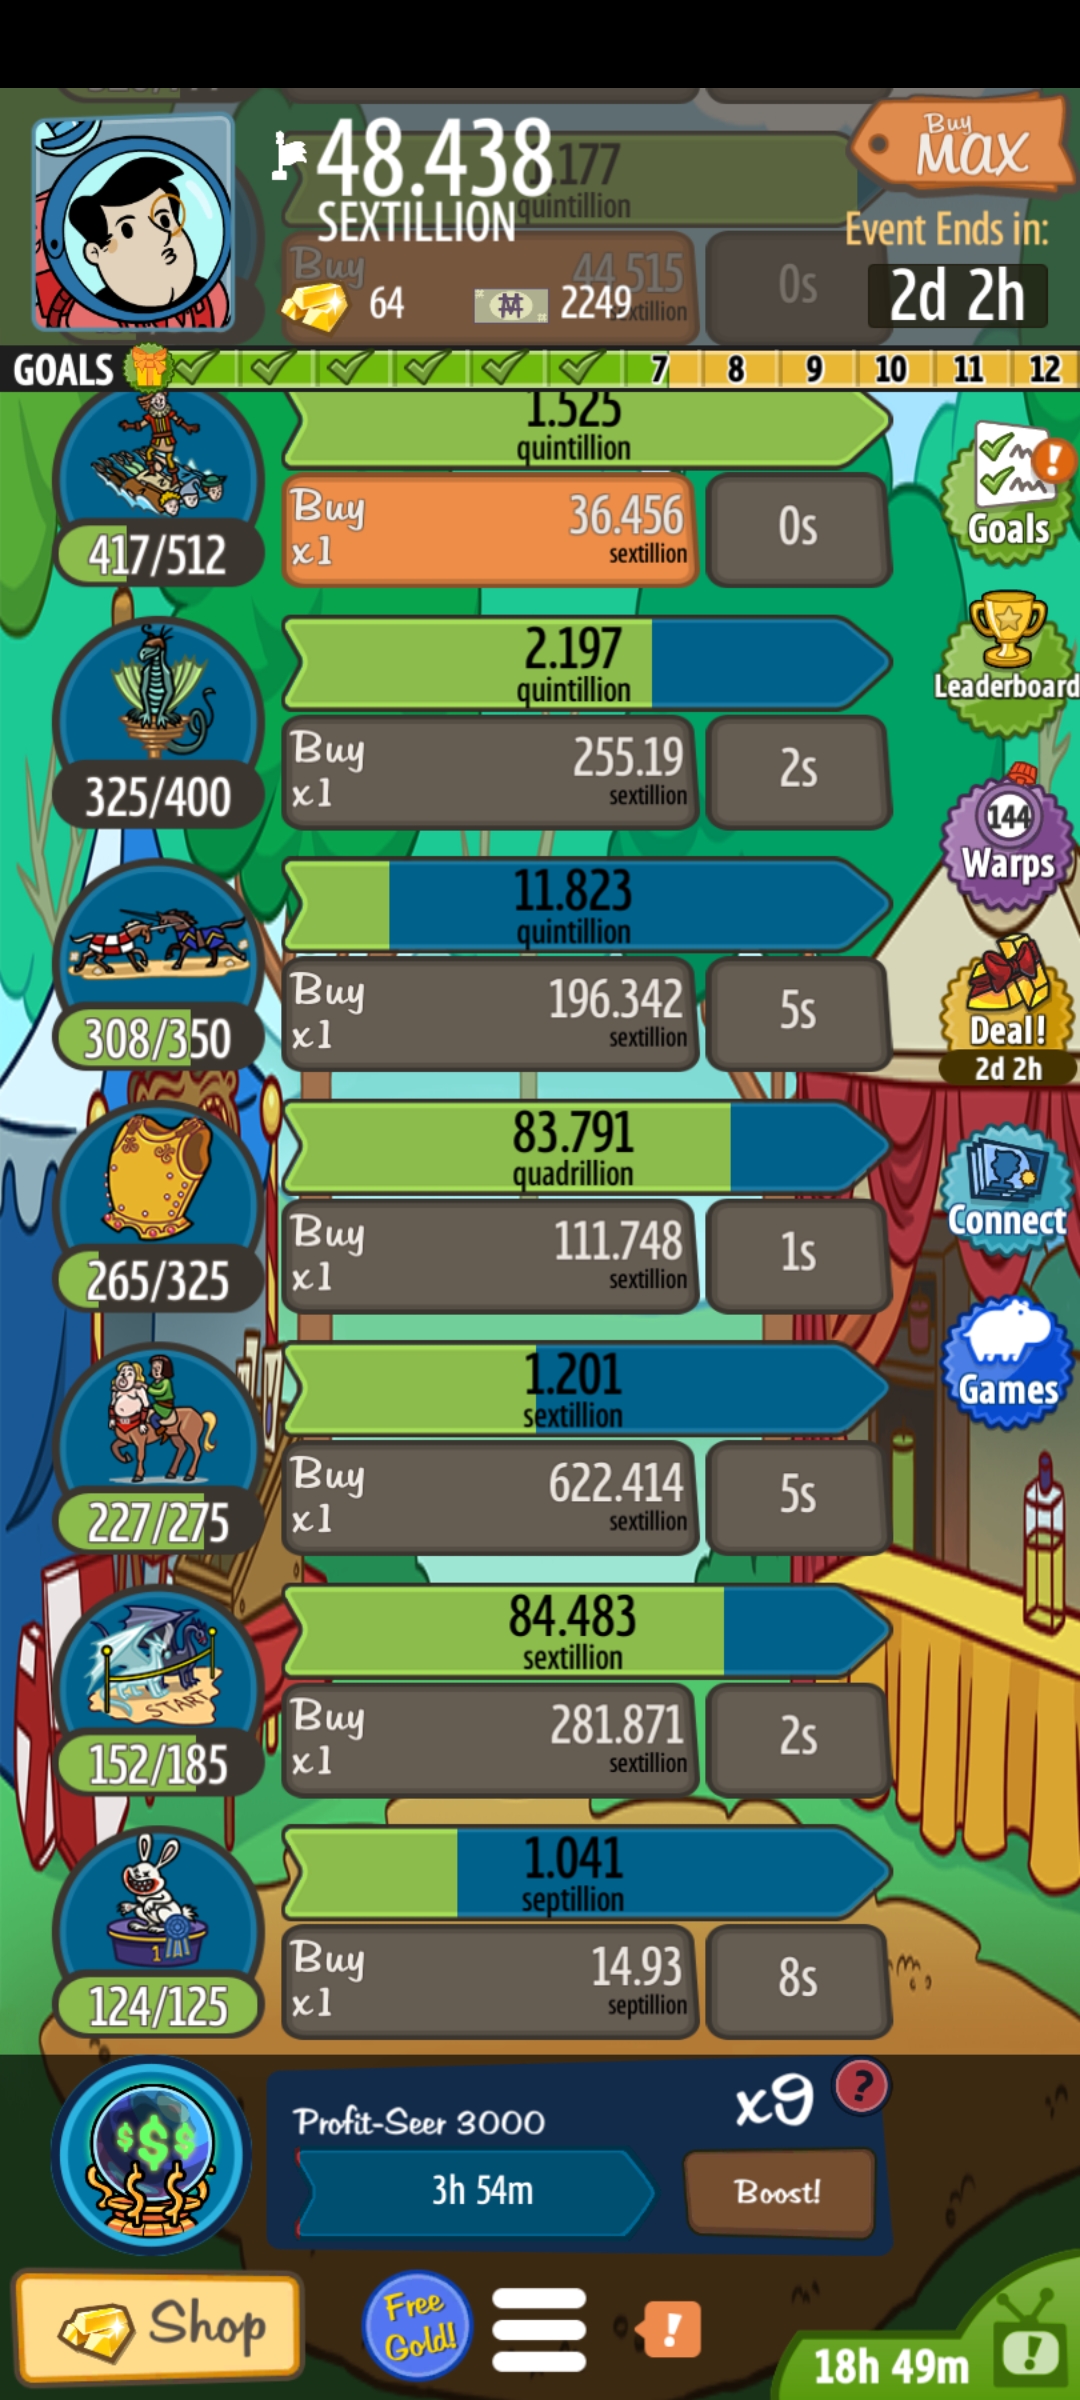 48.438
SEXTILLION
.177
quintillion
Buy
44.515
sextillion
0s
64
2249
Buy
MAX
Event Ends in:
2d 2h
GOALS
7 8 9 10 11 12
1.525
quintillion
Buy
x1
36.456
sextillion
0s
417/512
Goals
2.197
quintillion
Buy
x1
255.19
sextillion
2s
325/400
Leaderboard
11.823
quintillion
Buy
x1
196.342
sextillion
5s
308/350
144
Warps
Deal!
2d 2h
83.791
quadrillion
Buy
x1
111.748
sextillion
1s
265/325
Connect
1.201
sextillion
Buy
x1
622.414
sextillion
5s
227/275
Games
84.483
sextillion
START
Buy
x1
281.871
sextillion
2s
152/185
1.041
septillion
1
Buy
x1
14.93
septillion
8s
124/125
$$$
Profit-Seer 3000
x9
?
3h 54m
Boost!
Shop
Free
Gold!
!
18h 49m
!